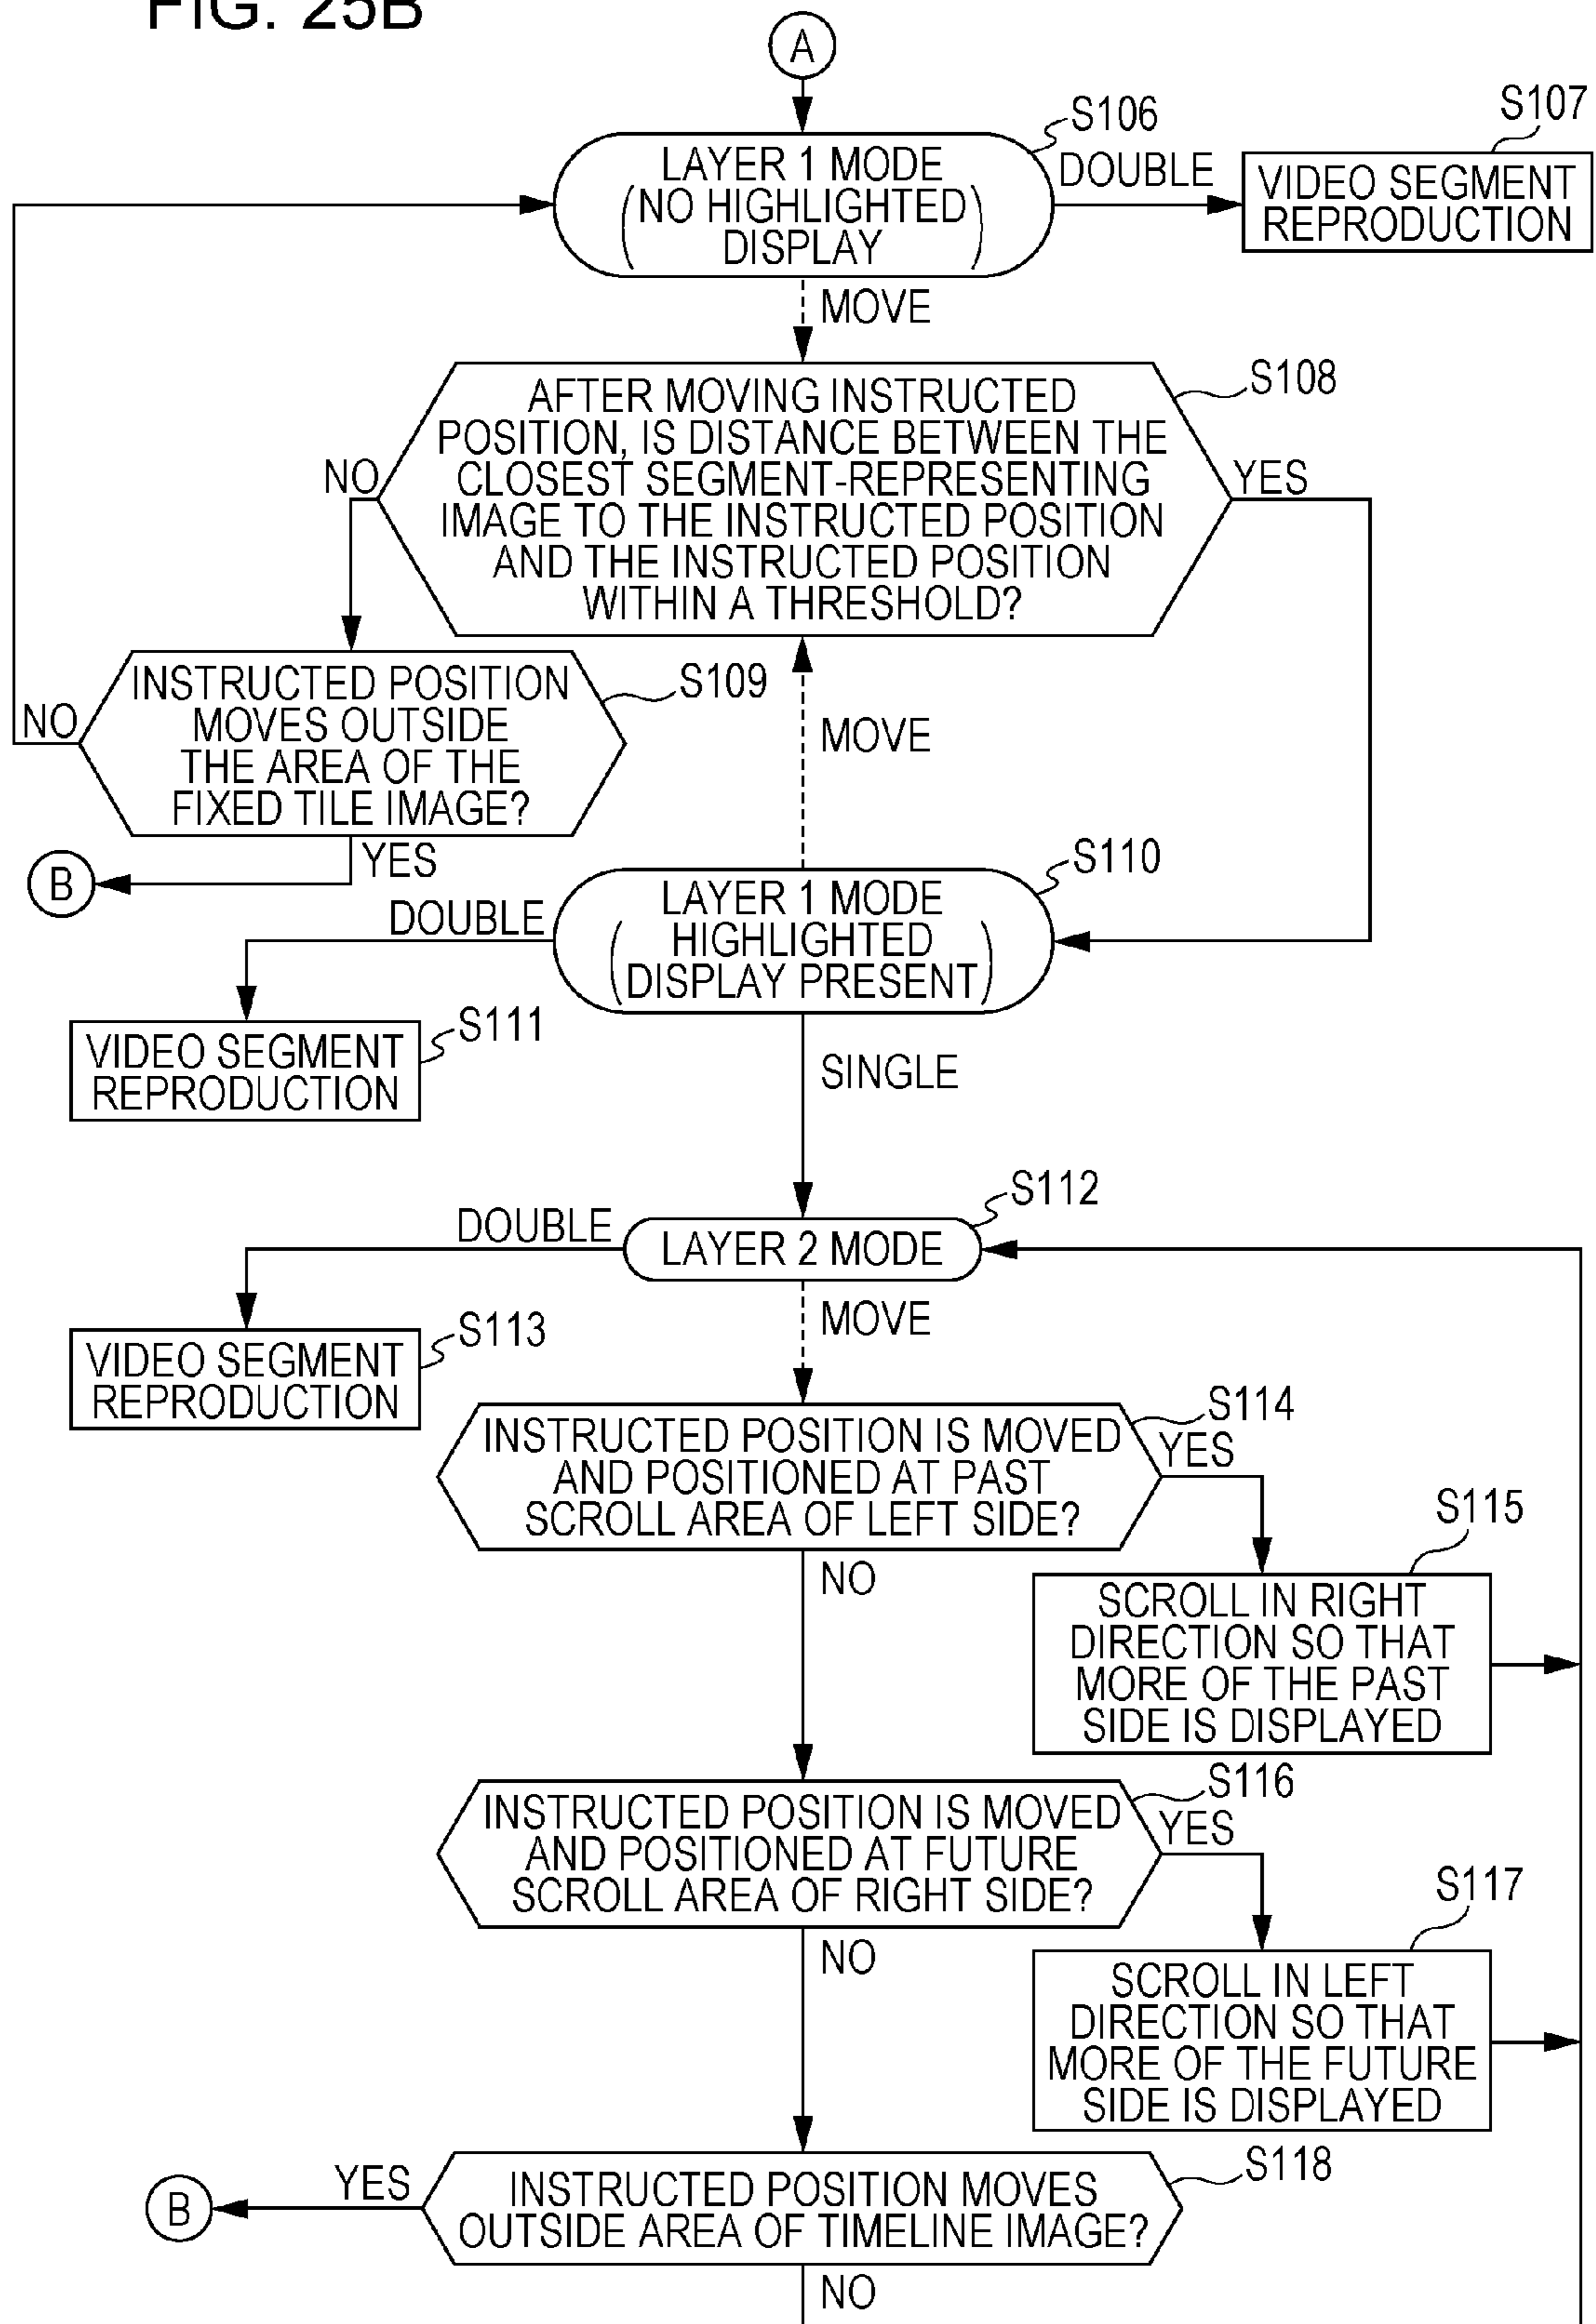 FIG. 25B
A
S106
S107
LAYER 1 MODE
(NO HIGHLIGHTED
DISPLAY)
DOUBLE
VIDEO SEGMENT
REPRODUCTION
MOVE
S108
AFTER MOVING INSTRUCTED
POSITION, IS DISTANCE BETWEEN THE
CLOSEST SEGMENT-REPRESENTING
IMAGE TO THE INSTRUCTED POSITION
AND THE INSTRUCTED POSITION
WITHIN A THRESHOLD?
NO
YES
S109
INSTRUCTED POSITION
MOVES OUTSIDE
THE AREA OF THE
FIXED TILE IMAGE?
NO
MOVE
YES
B
S110
LAYER 1 MODE
(HIGHLIGHTED
DISPLAY PRESENT)
DOUBLE
S111
VIDEO SEGMENT
REPRODUCTION
SINGLE
S112
DOUBLE
LAYER 2 MODE
MOVE
S113
VIDEO SEGMENT
REPRODUCTION
S114
INSTRUCTED POSITION IS MOVED
AND POSITIONED AT PAST
SCROLL AREA OF LEFT SIDE?
YES
NO
S115
SCROLL IN RIGHT
DIRECTION SO THAT
MORE OF THE PAST
SIDE IS DISPLAYED
S116
INSTRUCTED POSITION IS MOVED
AND POSITIONED AT FUTURE
SCROLL AREA OF RIGHT SIDE?
YES
NO
S117
SCROLL IN LEFT
DIRECTION SO THAT
MORE OF THE FUTURE
SIDE IS DISPLAYED
S118
INSTRUCTED POSITION MOVES
OUTSIDE AREA OF TIMELINE IMAGE?
YES
B
NO